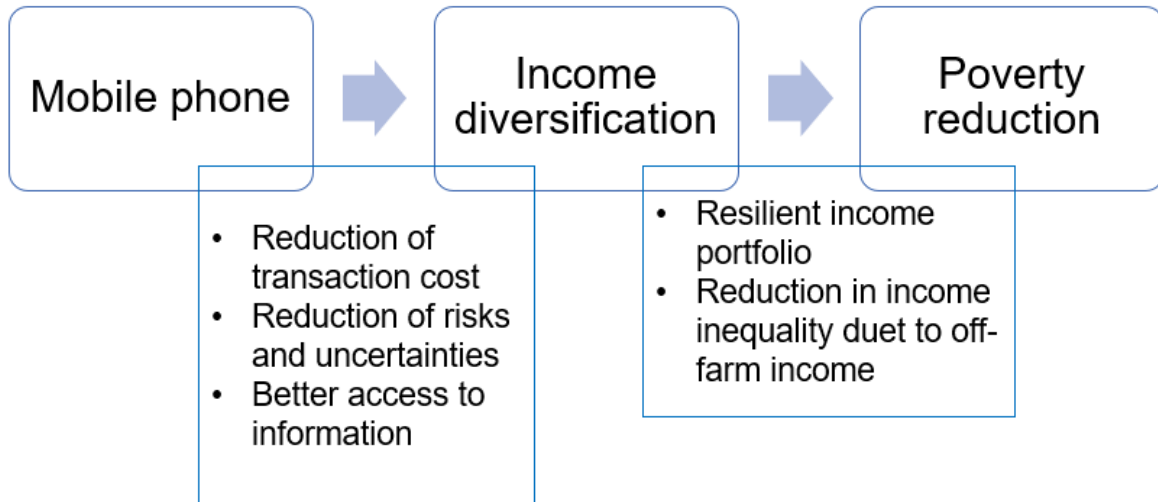 Mobile phone
Income
diversification
Poverty
reduction
• Reduction of
transaction cost
• Reduction of risks
and uncertainties
• Better access to
information
• Resilient income
portfolio
• Reduction in income
inequality duet to off-
farm income